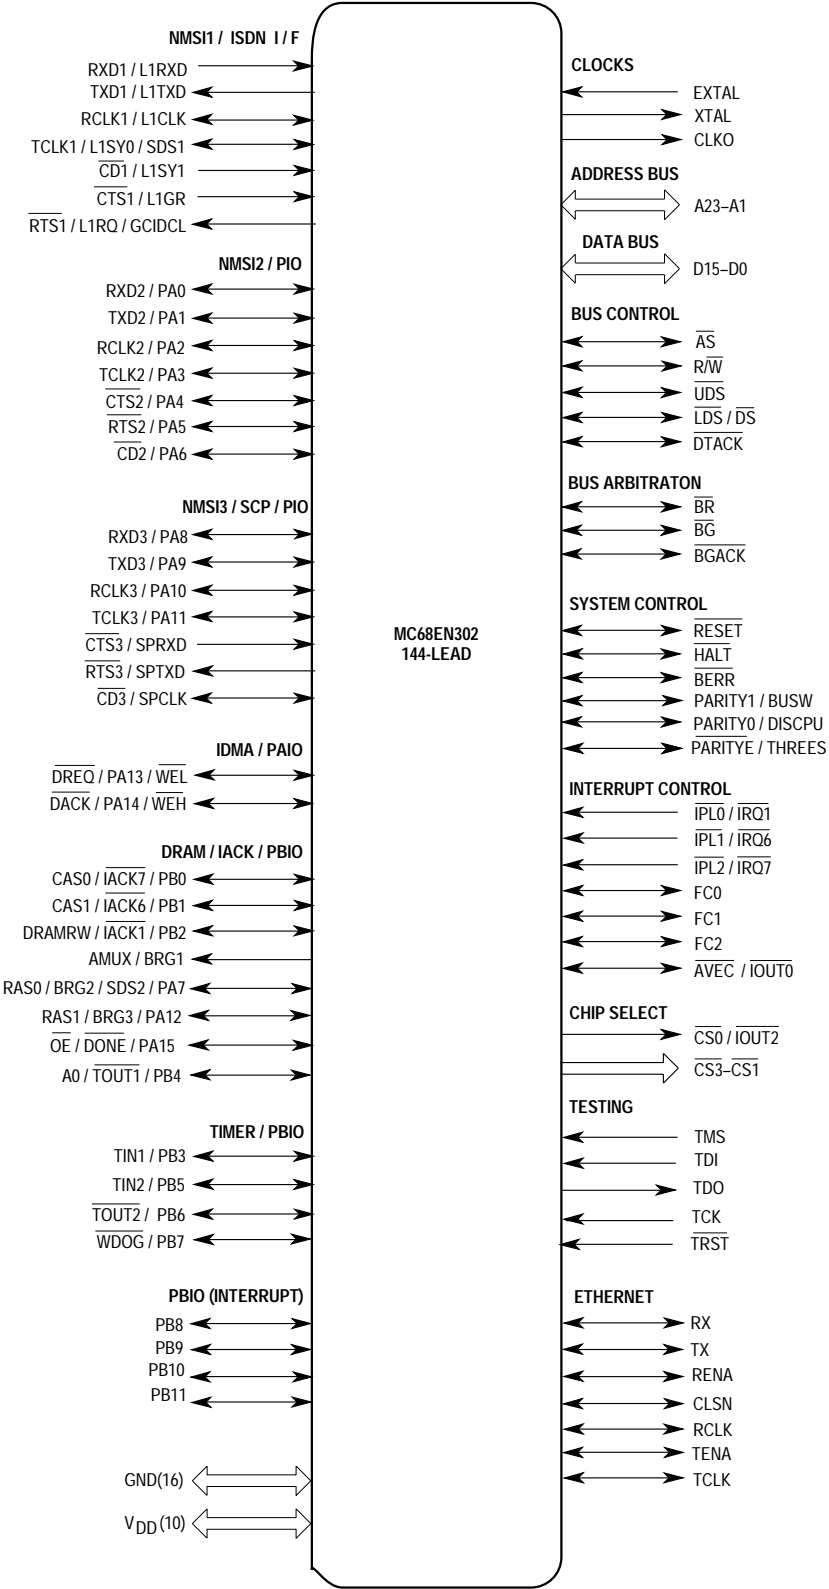 NMSI1 / ISDN I / F
RXD1 / L1RXD
TXD1 / L1TXD
RCLK1 / L1CLK
TCLK1 / L1SY0 / SDS1
CD1 / L1SY1
CTS1 / L1GR
RTS1 / L1RQ / GCIDCL
NMSI2 / PIO
RXD2 / PA0
TXD2 / PA1
RCLK2 / PA2
TCLK2 / PA3
CTS2 / PA4
RTS2 / PA5
CD2 / PA6
NMSI3 / SCP / PIO
RXD3 / PA8
TXD3 / PA9
RCLK3 / PA10
TCLK3 / PA11
CTS3 / SPRXD
RTS3 / SPTXD
CD3 / SPCLK
IDMA / PAIO
DREQ / PA13 / WEL
DACK / PA14 / WEH
DRAM / IACK / PBIO
CAS0 / IACK7 / PB0
CAS1 / IACK6 / PB1
DRAMRW / IACK1 / PB2
AMUX / BRG1
RAS0 / BRG2 / SDS2 / PA7
RAS1 / BRG3 / PA12
OE / DONE / PA15
A0 / TOUT1 / PB4
TIMER / PBIO
TIN1 / PB3
TIN2 / PB5
TOUT2 / PB6
WDOG / PB7
PBIO (INTERRUPT)
PB8
PB9
PB10
PB11
GND(16)
VDD (10)
MC68EN302
144-LEAD
CLOCKS
EXTAL
XTAL
CLKO
ADDRESS BUS
A23–A1
DATA BUS
D15–D0
BUS CONTROL
AS
R/W
UDS
LDS / DS
DTACK
BUS ARBITRATON
BR
BG
BGACK
SYSTEM CONTROL
RESET
HALT
BERR
PARITY1 / BUSW
PARITY0 / DISCPU
PARITYE / THREES
INTERRUPT CONTROL
IPL0 / IRQ1
IPL1 / IRQ6
IPL2 / IRQ7
FC0
FC1
FC2
AVEC / IOUT0
CHIP SELECT
CS0 / IOUT2
CS3–CS1
TESTING
TMS
TDI
TDO
TCK
TRST
ETHERNET
RX
TX
RENA
CLSN
RCLK
TENA
TCLK